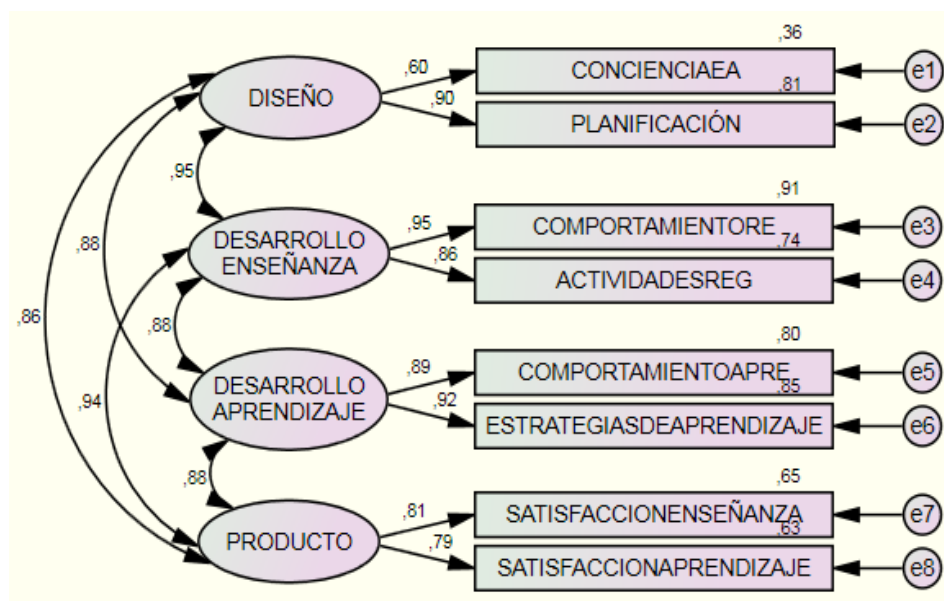 ,36
,60
CONCIENCIAEA
e1
DISEÑO
,81
,90
PLANIFICACIÓN
e2
,95
,91
,95
COMPORTAMIENTORE
e3
,88
DESARROLLO
ENSEÑANZA
,74
,86
ACTIVIDADESREG
e4
,86
,88
,80
,89
COMPORTAMIENTOAPRE
e5
DESARROLLO
APRENDIZAJE
,85
,94
,92
ESTRATEGIASDEAPRENDIZAJE
e6
,88
,65
,81
SATISFACCIONENSEÑANZA
e7
PRODUCTO
,63
,79
SATISFACCIONAPRENDIZAJE
e8